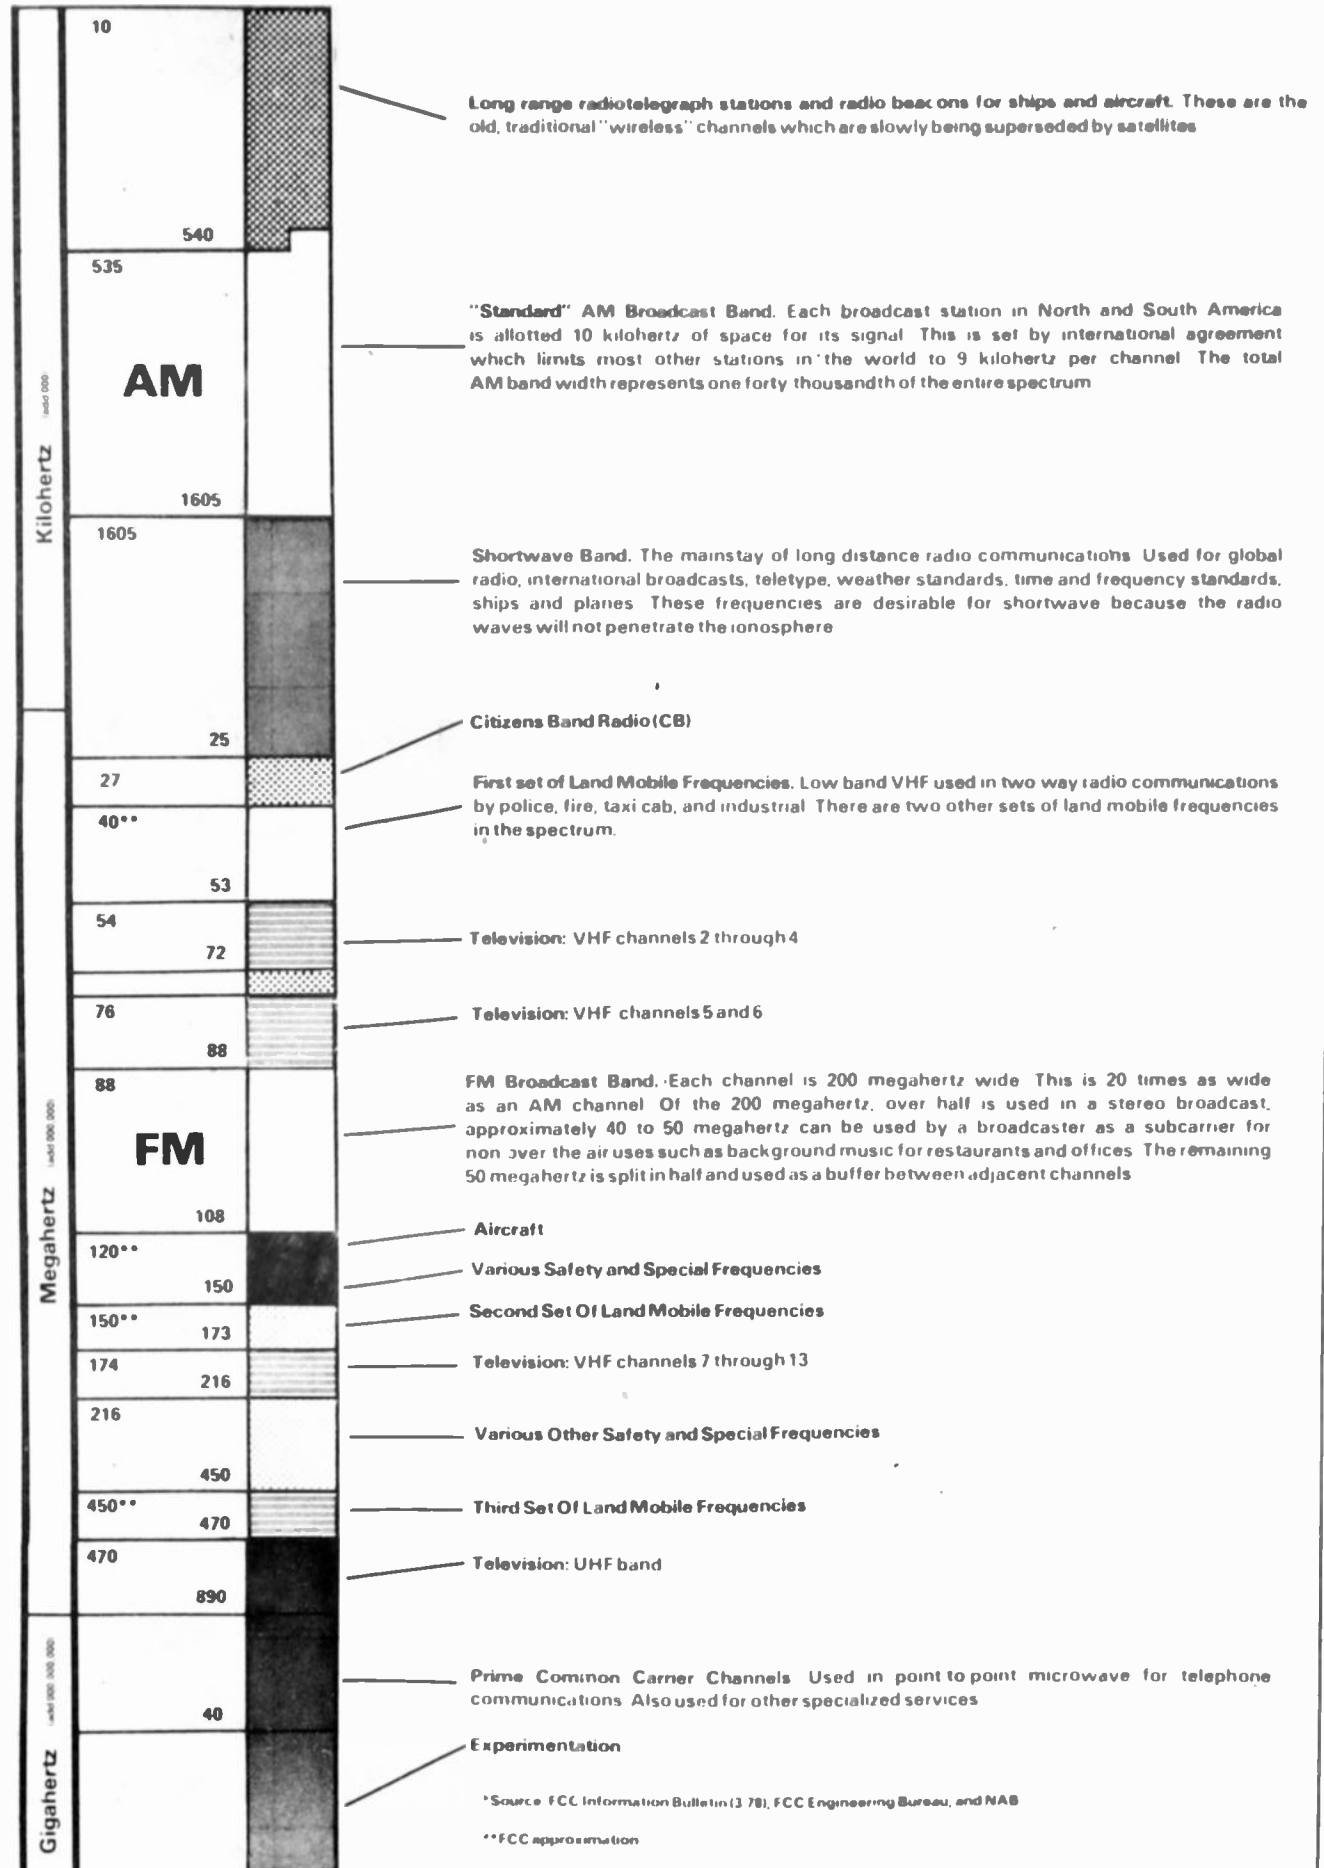 10
Long range radiotelegraph stations and radio beacons for ships and aircraft. These are the
old, traditional "wireless" channels which are slowly being superseded by satellites
540
535
"Standard" AM Broadcast Band. Each broadcast station in North and South America
is allotted 10 kilohertz of space for its signal This is set by international agreement
which limits most other stations in the world to 9 kilohertz per channel The total
AM band width represents one forty thousandth of the entire spectrum
AM
Kilohertz (add 000)
1605
1605
Shortwave Band. The mainstay of long distance radio communications Used for global
radio, international broadcasts, teletype, weather standards, time and frequency standards,
ships and planes These frequencies are desirable for shortwave because the radio
waves will not penetrate the ionosphere
25
Citizens Band Radio (CB)
27
First set of Land Mobile Frequencies. Low band VHF used in two way radio communications
by police, fire, taxi cab, and industrial There are two other sets of land mobile frequencies
in the spectrum.
40**
53
54
72
Television: VHF channels 2 through 4
76
88
Television: VHF channels 5 and 6
88
FM Broadcast Band. Each channel is 200 megahertz wide This is 20 times as wide
as an AM channel Of the 200 megahertz, over half is used in a stereo broadcast,
approximately 40 to 50 megahertz can be used by a broadcaster as a subcarrier for
non over the air uses such as background music for restaurants and offices The remaining
50 megahertz is split in half and used as a buffer between adjacent channels
FM
Megahertz (add 000 000)
108
Aircraft
120**
150
Various Safety and Special Frequencies
150**
173
Second Set Of Land Mobile Frequencies
174
216
Television: VHF channels 7 through 13
216
450
Various Other Safety and Special Frequencies
450**
470
Third Set Of Land Mobile Frequencies
470
890
Television: UHF band
Prime Common Carrier Channels Used in point to point microwave for telephone
communications Also used for other specialized services
40
Gigahertz (add 000 000 000)
Experimentation
*Source FCC Information Bulletin (3 78), FCC Engineering Bureau, and NAB
**FCC approximation